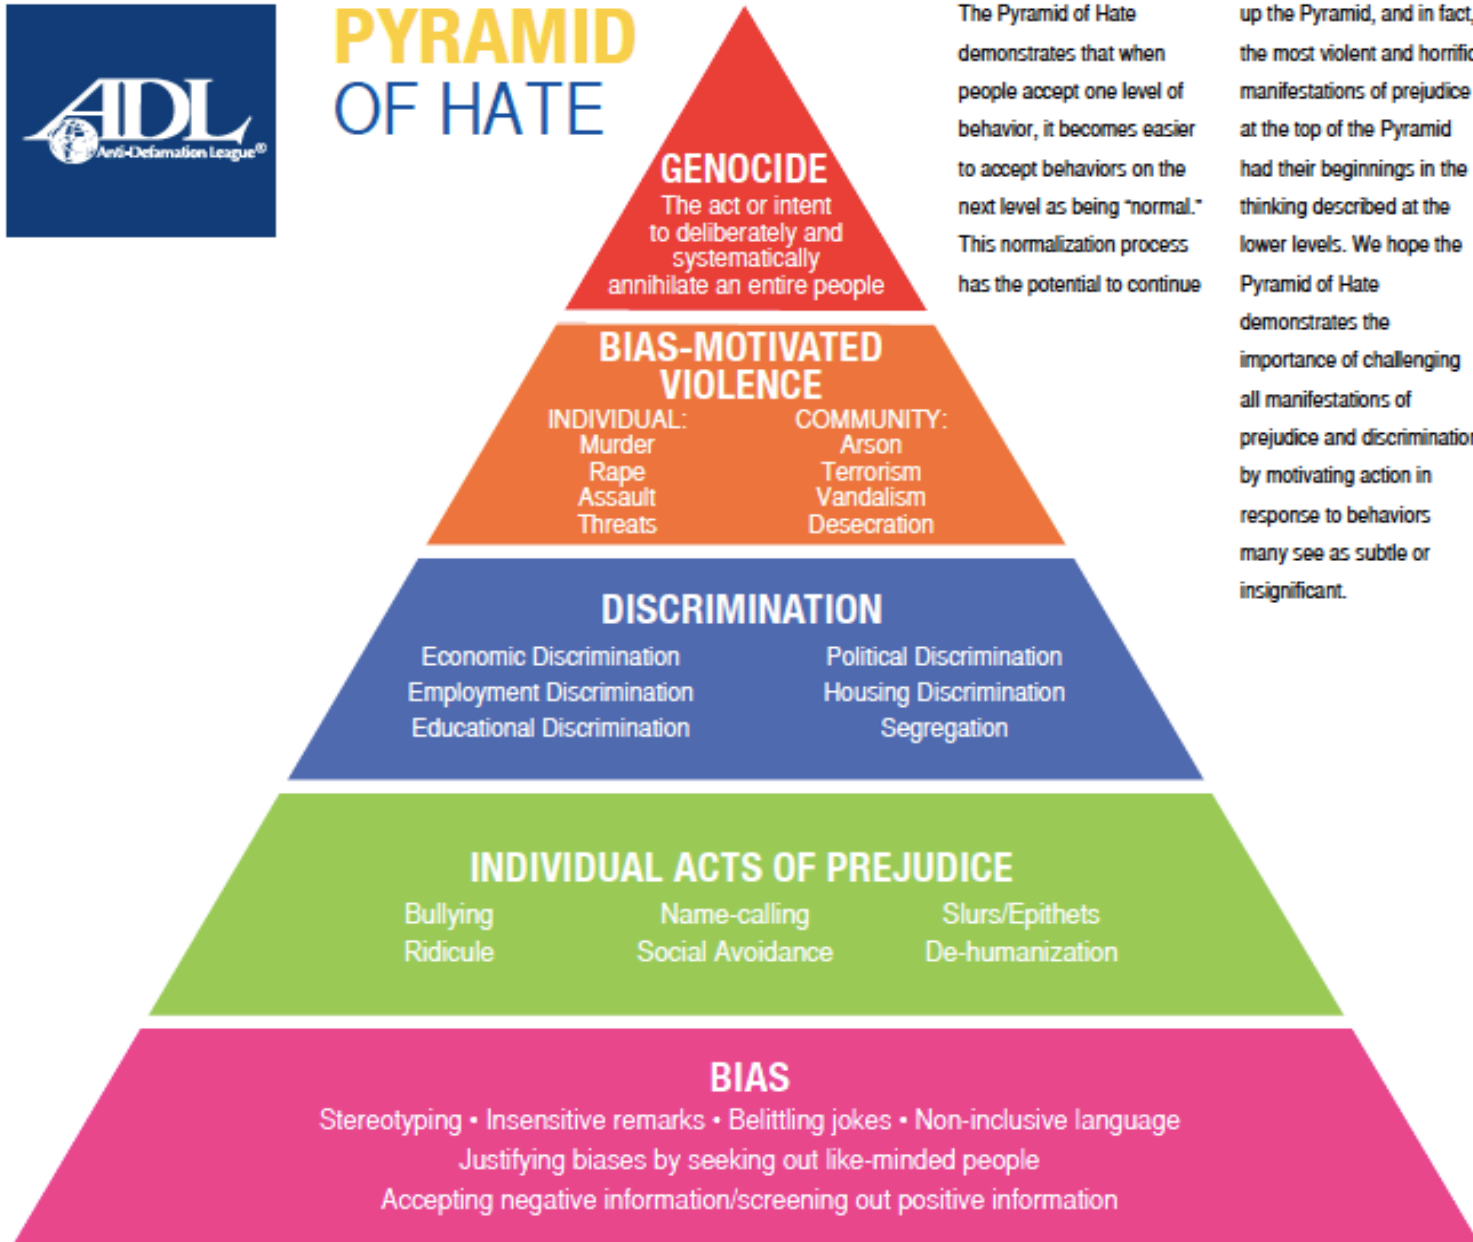 ADL
Anti-Defamation League®
PYRAMID
OF HATE
The Pyramid of Hate
demonstrates that when
people accept one level of
behavior, it becomes easier
to accept behaviors on the
next level as being "normal."
This normalization process
has the potential to continue
up the Pyramid, and in fact,
the most violent and horrific
manifestations of prejudice
at the top of the Pyramid
had their beginnings in the
thinking described at the
lower levels. We hope the
Pyramid of Hate
demonstrates the
importance of challenging
all manifestations of
prejudice and discrimination
by motivating action in
response to behaviors
many see as subtle or
insignificant.
GENOCIDE
The act or intent
to deliberately and
systematically
annihilate an entire people
BIAS-MOTIVATED
VIOLENCE
INDIVIDUAL:
Murder
Rape
Assault
Threats
COMMUNITY:
Arson
Terrorism
Vandalism
Desecration
DISCRIMINATION
Economic Discrimination
Employment Discrimination
Educational Discrimination
Political Discrimination
Housing Discrimination
Segregation
INDIVIDUAL ACTS OF PREJUDICE
Bullying Name-calling Slurs/Epithets
Ridicule Social Avoidance De-humanization
BIAS
Stereotyping • Insensitive remarks • Belittling jokes • Non-inclusive language
Justifying biases by seeking out like-minded people
Accepting negative information/screening out positive information